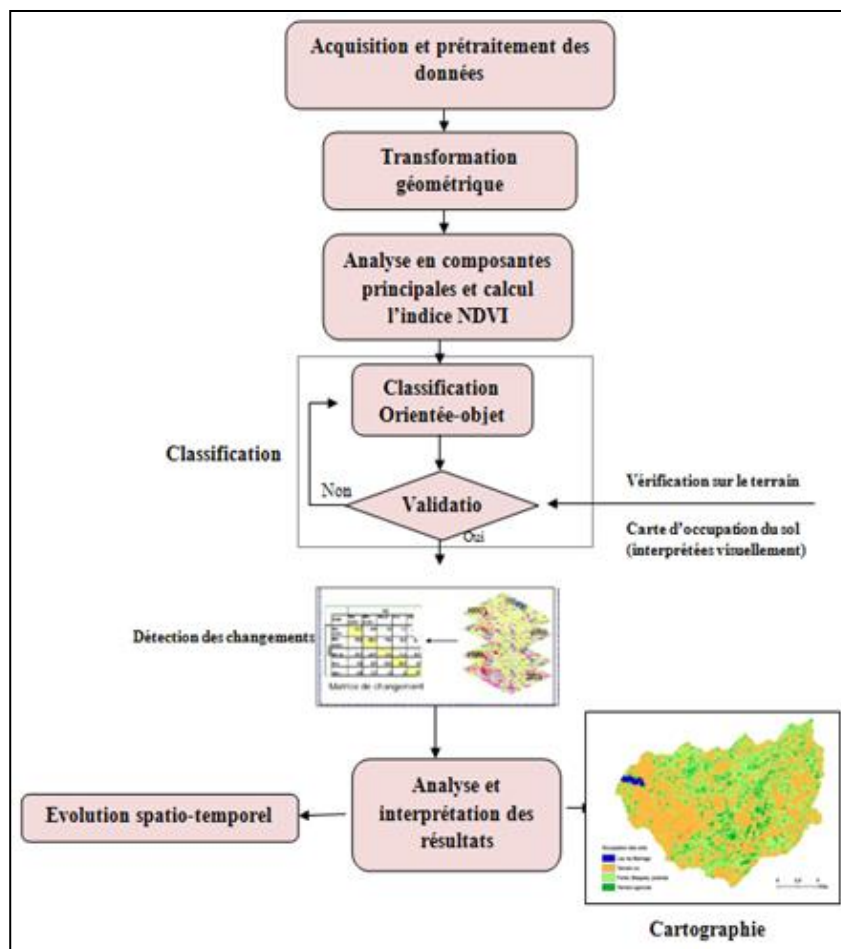 Acquisition et prétraitement des
données
Transformation
géométrique
Analyse en composantes
principales et calcul
l'indice NDVI
Classification
Orientée-objet
Classification
Non
Validatio
Oui
Vérification sur le terrain
Carte d'occupation du sol
(interprétées visuellement)
Détection des changements
Matrice de changement
Analyse et
interprétation des
résultats
Evolution spatio-temporel
Cartographie